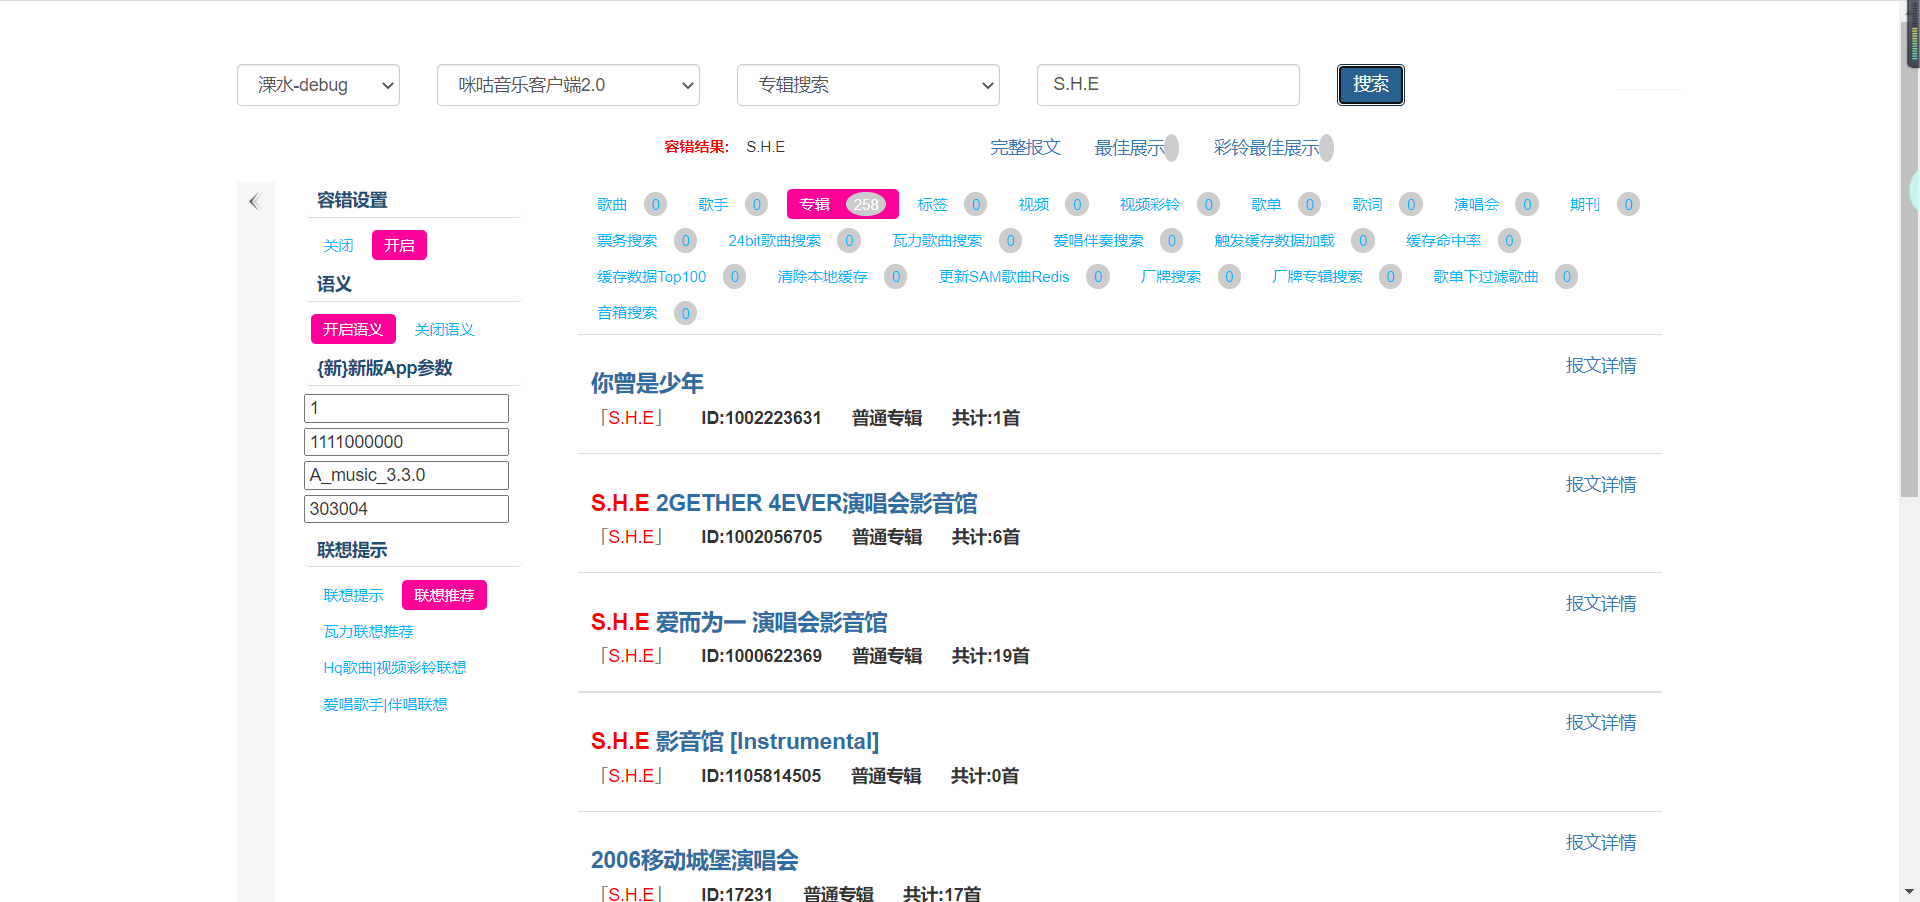 溧水-debug 咪咕音乐客户端2.0 专辑搜索 S.H.E 搜索
容错结果: S.H.E 完整报文 最佳展示 彩铃最佳展示
容错设置
关闭 开启
语义
开启语义 关闭语义
{新}新版App参数
1
1111000000
A_music_3.3.0
303004
联想提示
联想提示 联想推荐
瓦力联想推荐
Hq歌曲|视频彩铃联想
爱唱歌手|伴唱联想
歌曲 0 歌手 0 专辑 258 标签 0 视频 0 视频彩铃 0 歌单 0 歌词 0 演唱会 0 期刊 0
票务搜索 0 24bit歌曲搜索 0 瓦力歌曲搜索 0 爱唱伴奏搜索 0 触发缓存数据加载 0 缓存命中率 0
缓存数据Top100 0 清除本地缓存 0 更新SAM歌曲Redis 0 厂牌搜索 0 厂牌专辑搜索 0 歌单下过滤歌曲 0
音箱搜索 0
报文详情
你曾是少年
「S.H.E」 ID:1002223631 普通专辑 共计:1首
报文详情
S.H.E 2GETHER 4EVER演唱会影音馆
「S.H.E」 ID:1002056705 普通专辑 共计:6首
报文详情
S.H.E 爱而为一 演唱会影音馆
「S.H.E」 ID:1000622369 普通专辑 共计:19首
报文详情
S.H.E 影音馆 [Instrumental]
「S.H.E」 ID:1105814505 普通专辑 共计:0首
报文详情
2006移动城堡演唱会
「S.H.E」 ID:17231 普通专辑 共计:17首